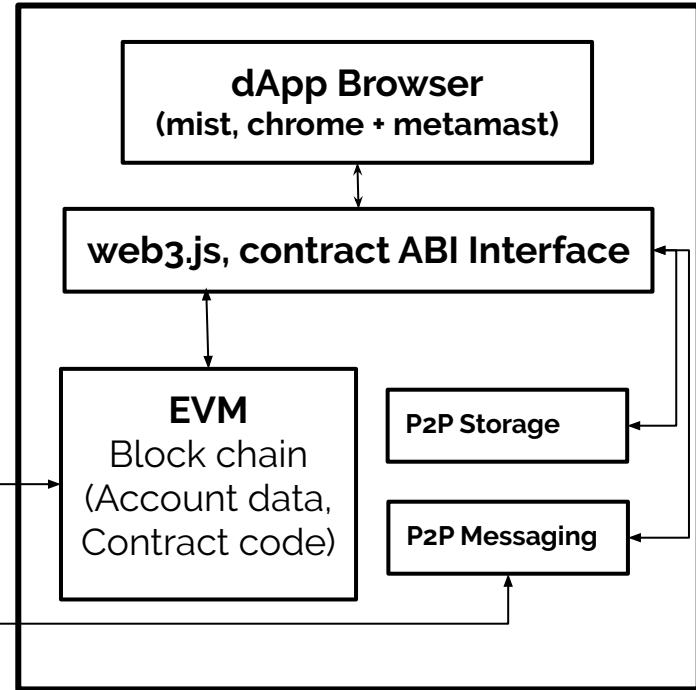 dApp Browser
(mist, chrome + metamast)
web3.js, contract ABI Interface
EVM
Block chain
(Account data,
Contract code)
P2P Storage
P2P Messaging